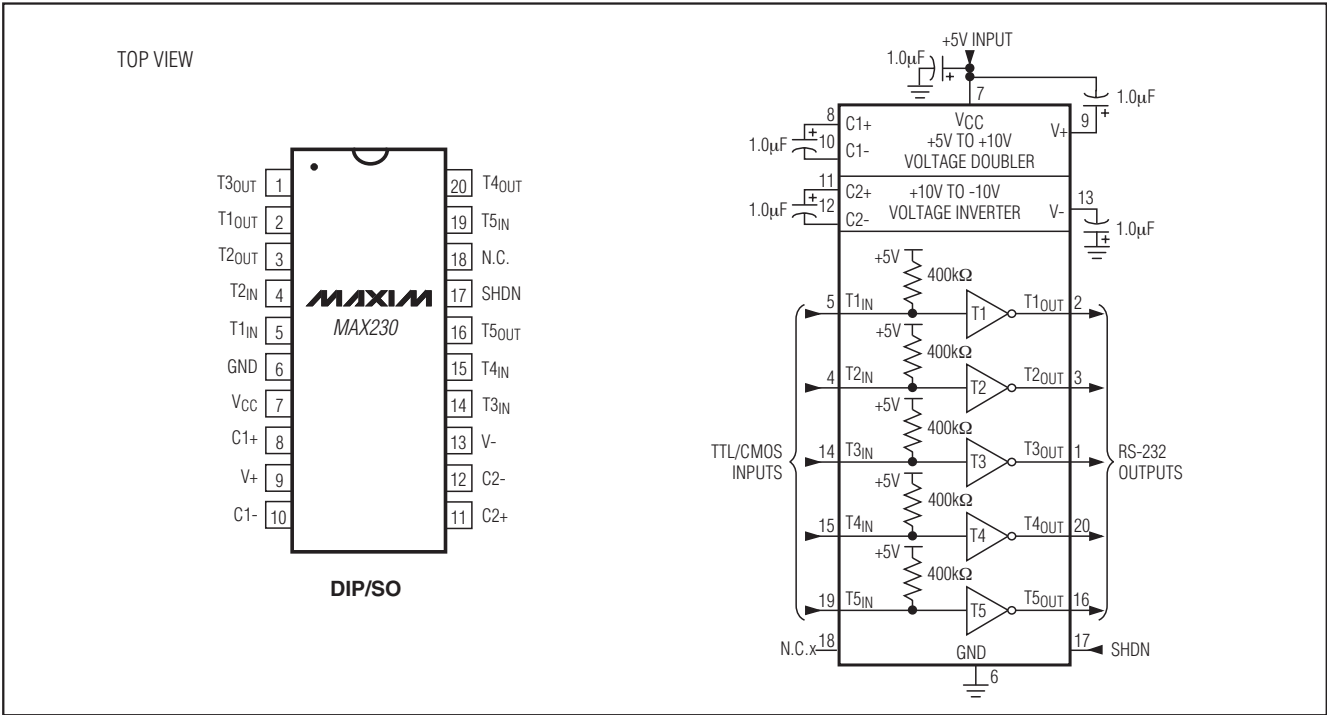 TOP VIEW
T3OUT 1
T1OUT 2
T2OUT 3
T2IN 4
T1IN 5
GND 6
VCC 7
C1+ 8
V+ 9
C1- 10
20 T4OUT
19 T5IN
18 N.C.
17 SHDN
16 T5OUT
15 T4IN
14 T3IN
13 V-
12 C2-
11 C2+
MAXIM
MAX230
DIP/SO
+5V INPUT
1.0µF
+
7
1.0µF
+
9
V+
VCC
+5V TO +10V
VOLTAGE DOUBLER
8 C1+
1.0µF
+
10 C1-
11 C2+
1.0µF
+
12 C2-
+10V TO -10V
VOLTAGE INVERTER
V- 13
1.0µF
+
+5V
400kΩ
5 T1IN T1 T1OUT 2
+5V
400kΩ
4 T2IN T2 T2OUT 3
+5V
400kΩ
14 T3IN T3 T3OUT 1
+5V
400kΩ
15 T4IN T4 T4OUT 20
+5V
400kΩ
19 T5IN T5 T5OUT 16
TTL/CMOS
INPUTS
RS-232
OUTPUTS
N.C.x 18
GND
6
17 SHDN